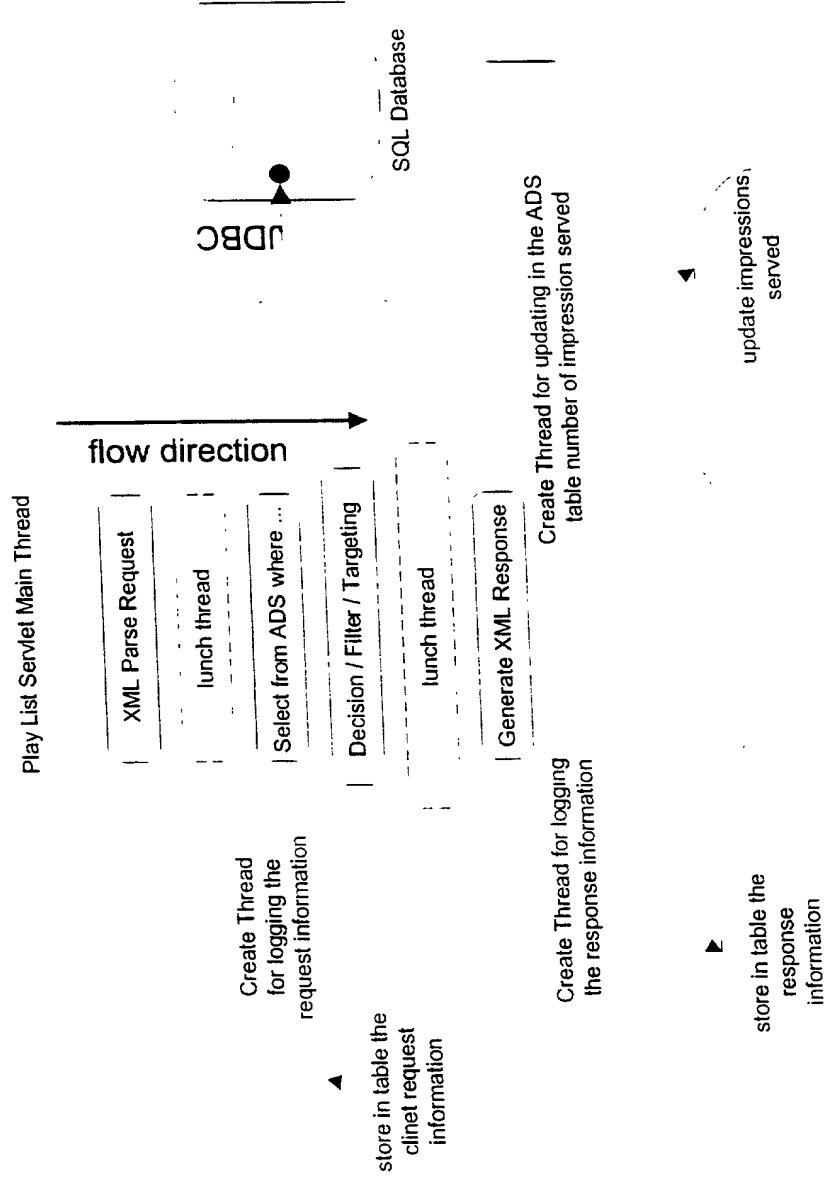 Play List Servlet Main Thread
XML Parse Request
lunch thread
Select from ADS where ...
Decision / Filter / Targeting
lunch thread
Generate XML Response
flow direction
JDBC
SQL Database
Create Thread
for logging the
request information
store in table the
clinet request
information
Create Thread for logging
the response information
store in table the
response
information
Create Thread for updating in the ADS
table number of impression served
update impressions
served